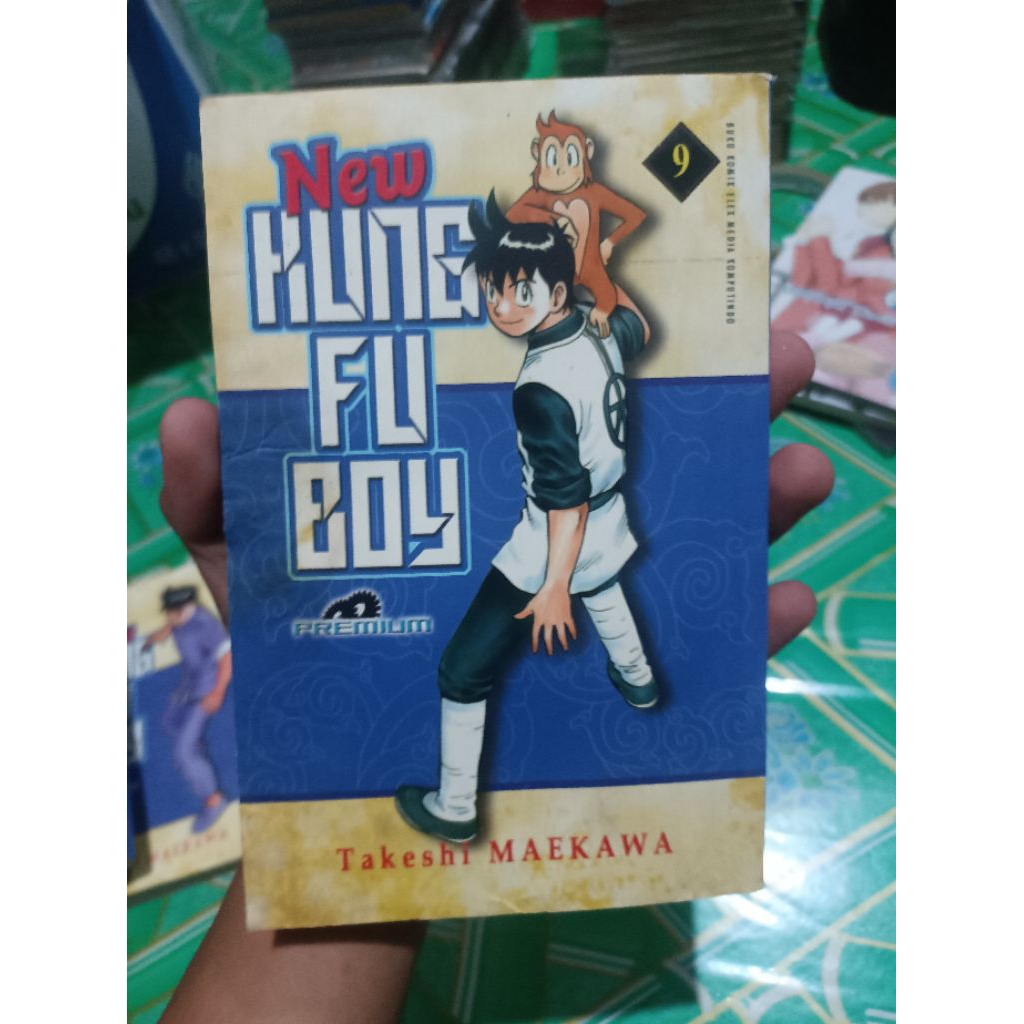 New
KUNG
FU
BOY
PREMIUM
9
BUKU KOMIK ELEX MEDIA KOMPUTINDO
Takeshi MAEKAWA